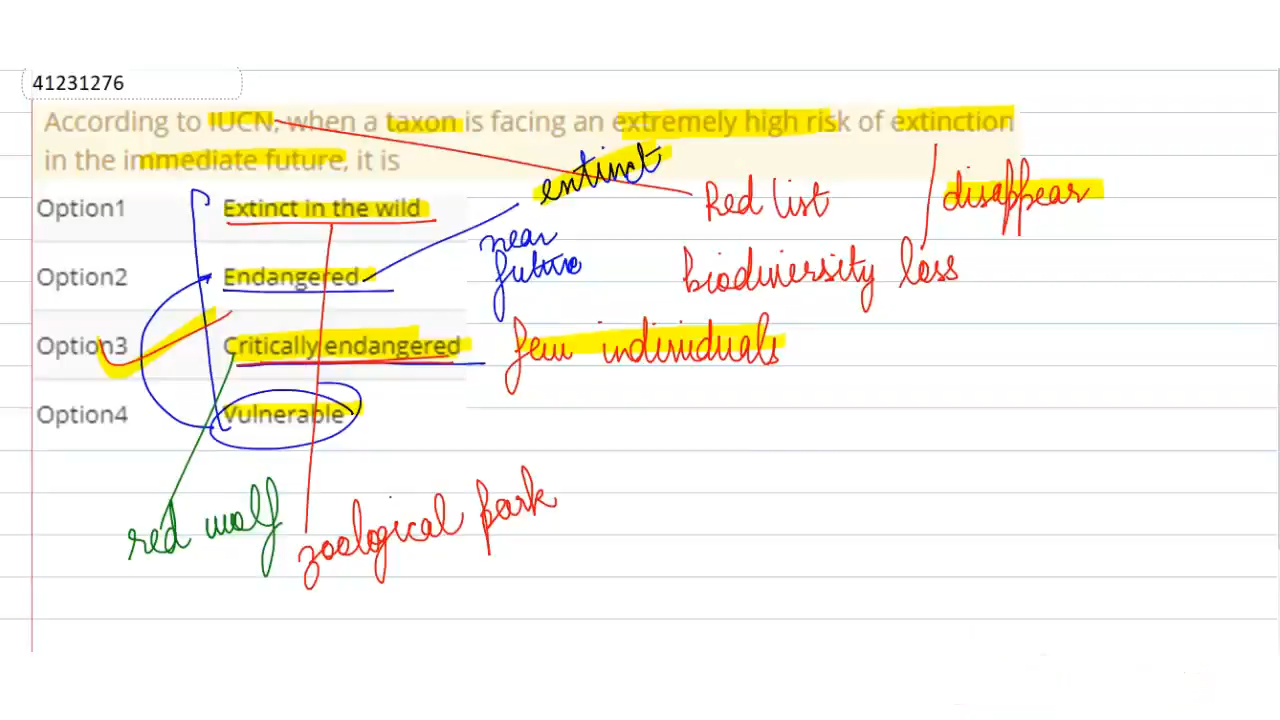 41231276
According to IUCN, when a taxon is facing an extremely high risk of extinction
in the immediate future, it is
Option1 Extinct in the wild
Option2 Endangered
Option3 Critically endangered
Option4 Vulnerable
extinct
near
future
Red list
disappear
biodiversity loss
few individuals
red wolf
zoological park